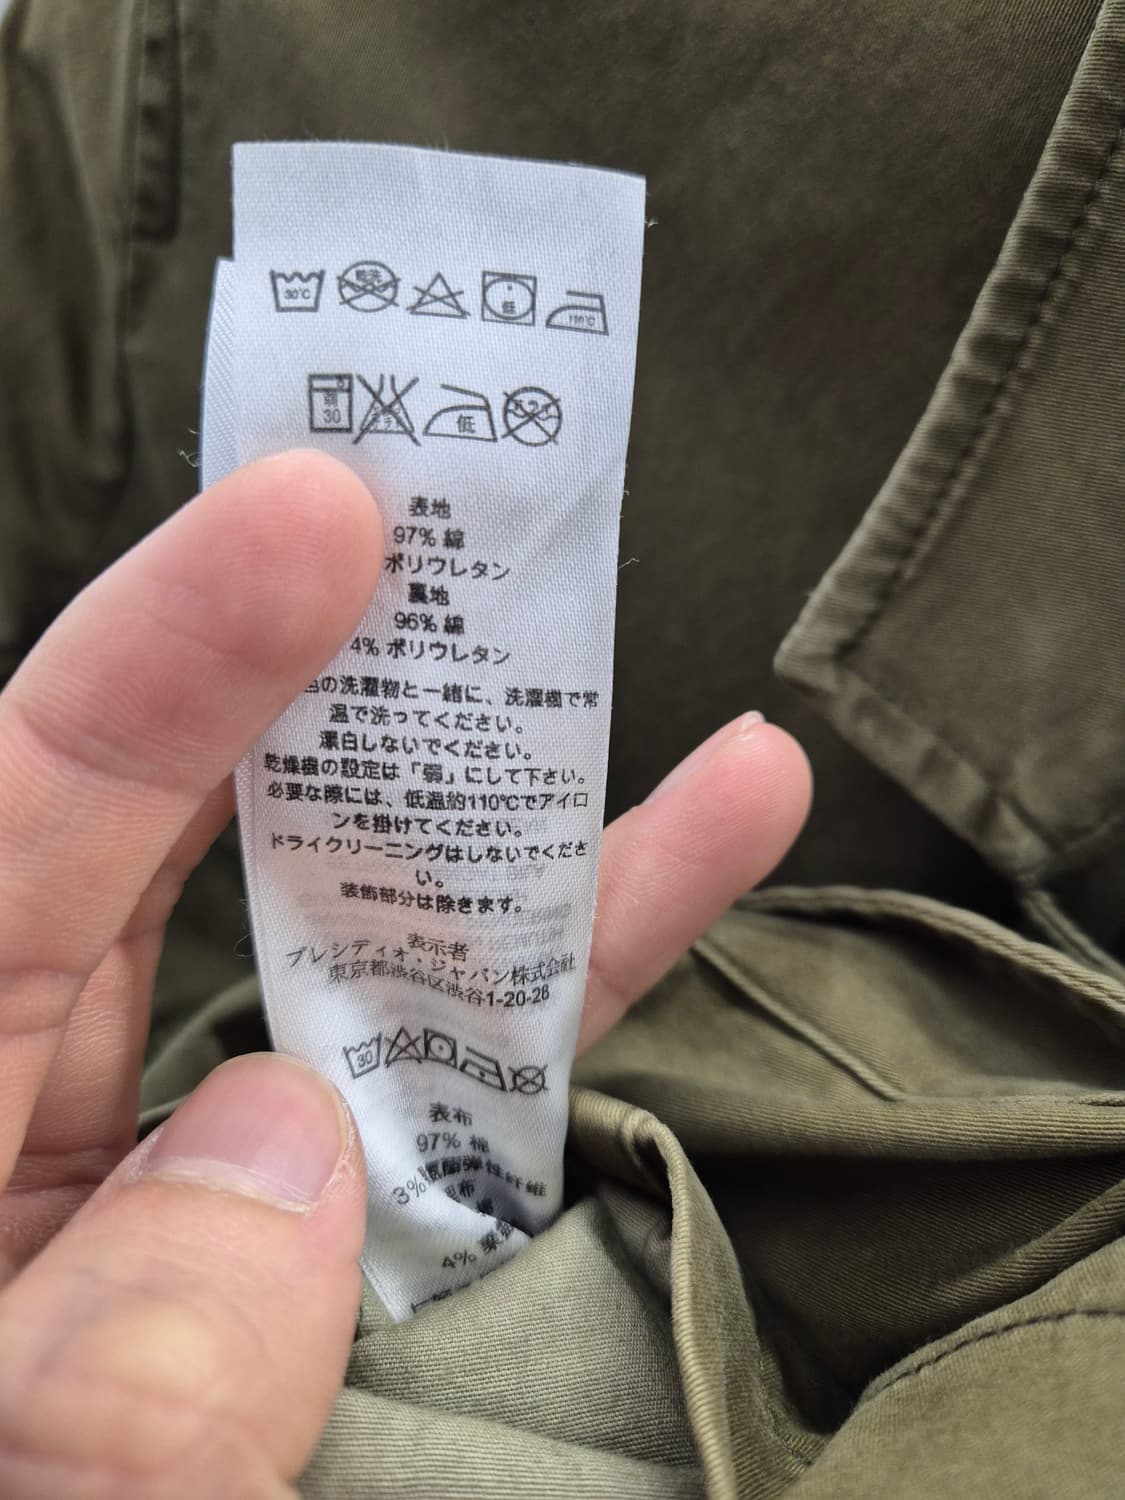 30℃
低
110℃
30
低
表地
97% 綿
ポリウレタン
裏地
96% 綿
4% ポリウレタン
色の洗濯物と一緒に、洗濯機で常
温で洗ってください。
漂白しないでください。
乾燥機の設定は「弱」にして下さい。
必要な際には、低温約110℃でアイロ
ンを掛けてください。
ドライクリーニングはしないでくださ
い。
装飾部分は除きます。
表示者
プレシディオ・ジャパン株式会社
東京都渋谷区渋谷1-20-28
30
表布
97% 棉
3% 弹性纤维
4%